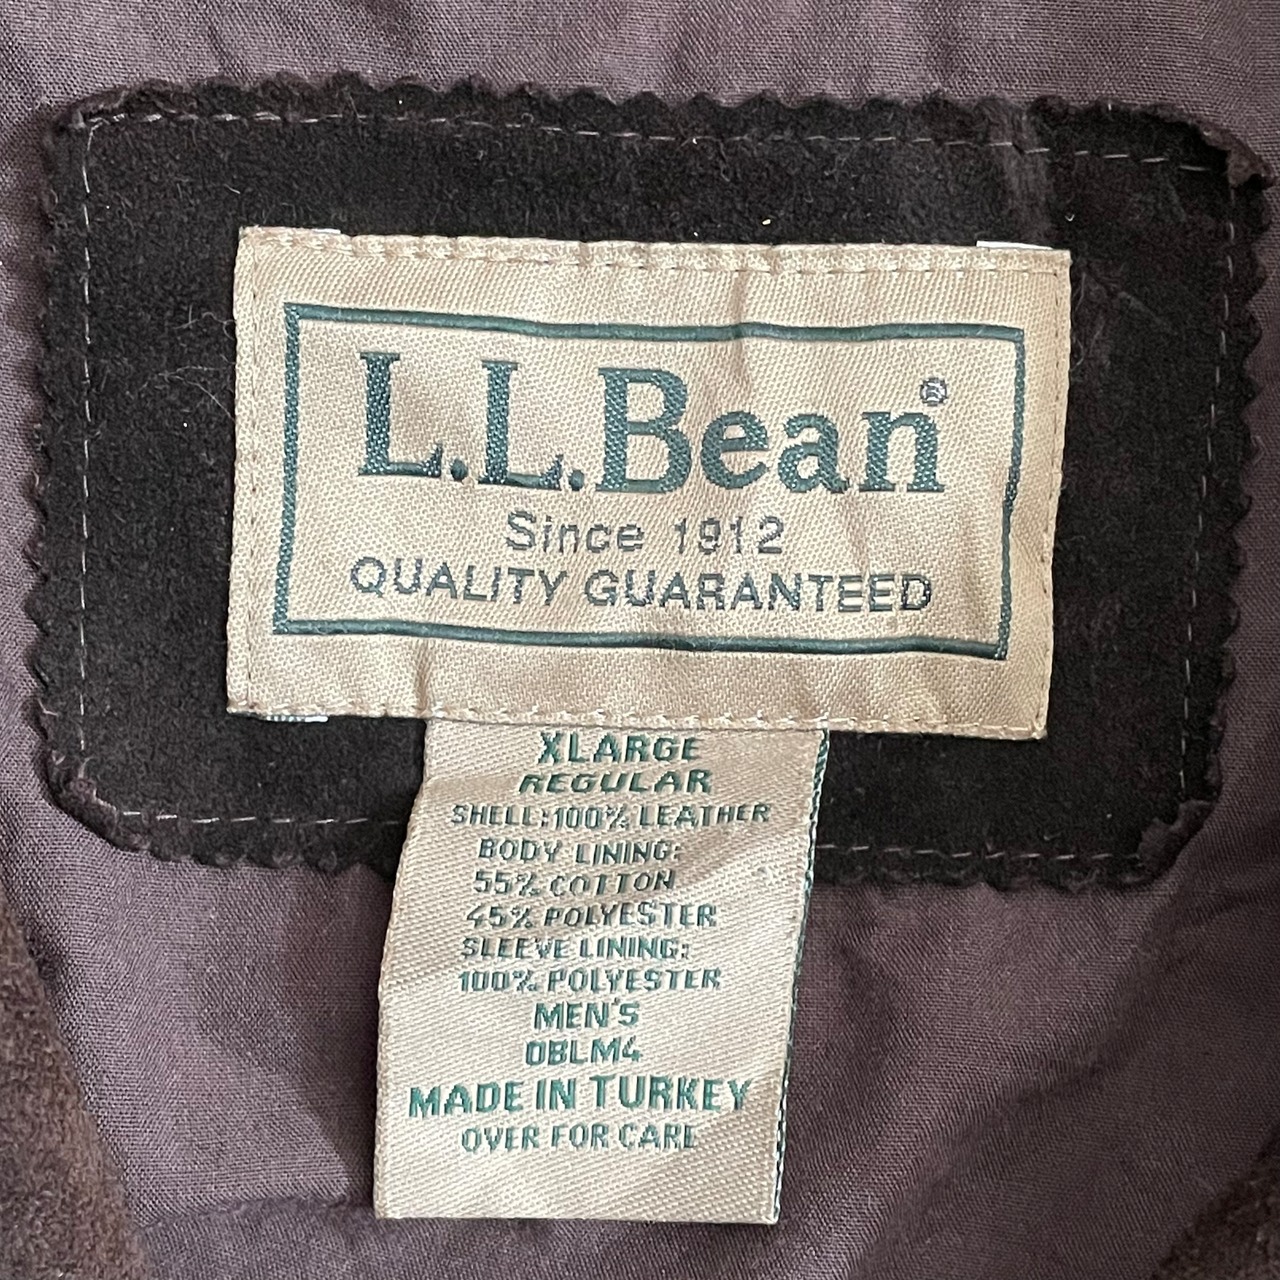 L.L.Bean®
Since 1912
QUALITY GUARANTEED
XLARGE
REGULAR
SHELL:100% LEATHER
BODY LINING:
55% COTTON
45% POLYESTER
SLEEVE LINING:
100% POLYESTER
MEN'S
0BLM4
MADE IN TURKEY
OVER FOR CARE